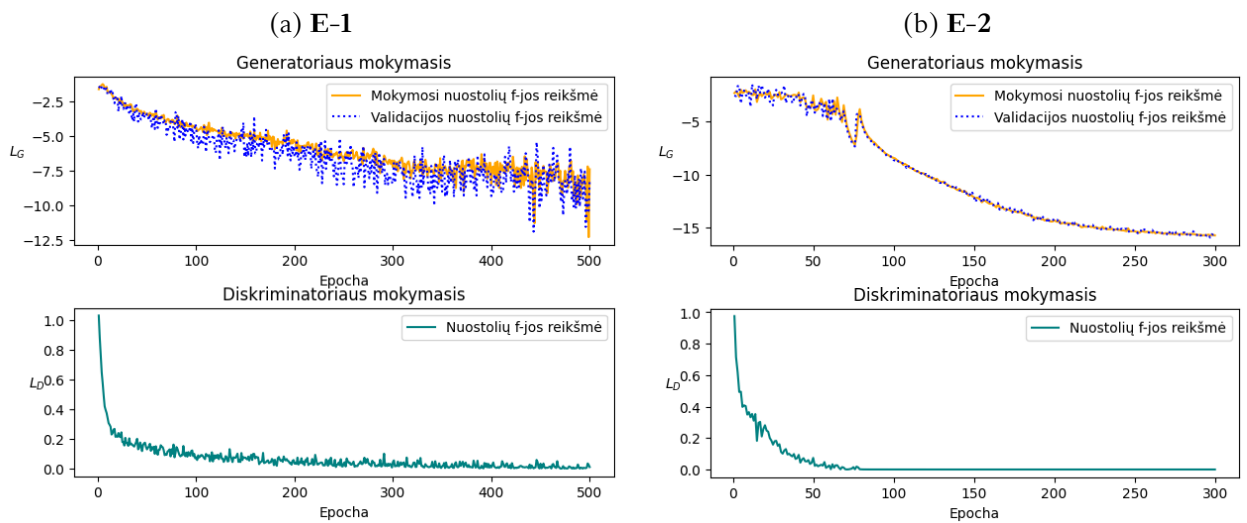 (a) E-1
Generatoriaus mokymasis
Mokymosi nuostolių f-jos reikšmė
Validacijos nuostolių f-jos reikšmė
L_G
−2.5
−5.0
−7.5
−10.0
−12.5
0 100 200 300 400 500
Epocha
Diskriminatoriaus mokymasis
Nuostolių f-jos reikšmė
L_D
1.0
0.8
0.6
0.4
0.2
0.0
0 100 200 300 400 500
Epocha
(b) E-2
Generatoriaus mokymasis
Mokymosi nuostolių f-jos reikšmė
Validacijos nuostolių f-jos reikšmė
L_G
−5
−10
−15
0 50 100 150 200 250 300
Epocha
Diskriminatoriaus mokymasis
Nuostolių f-jos reikšmė
L_D
1.0
0.8
0.6
0.4
0.2
0.0
0 50 100 150 200 250 300
Epocha